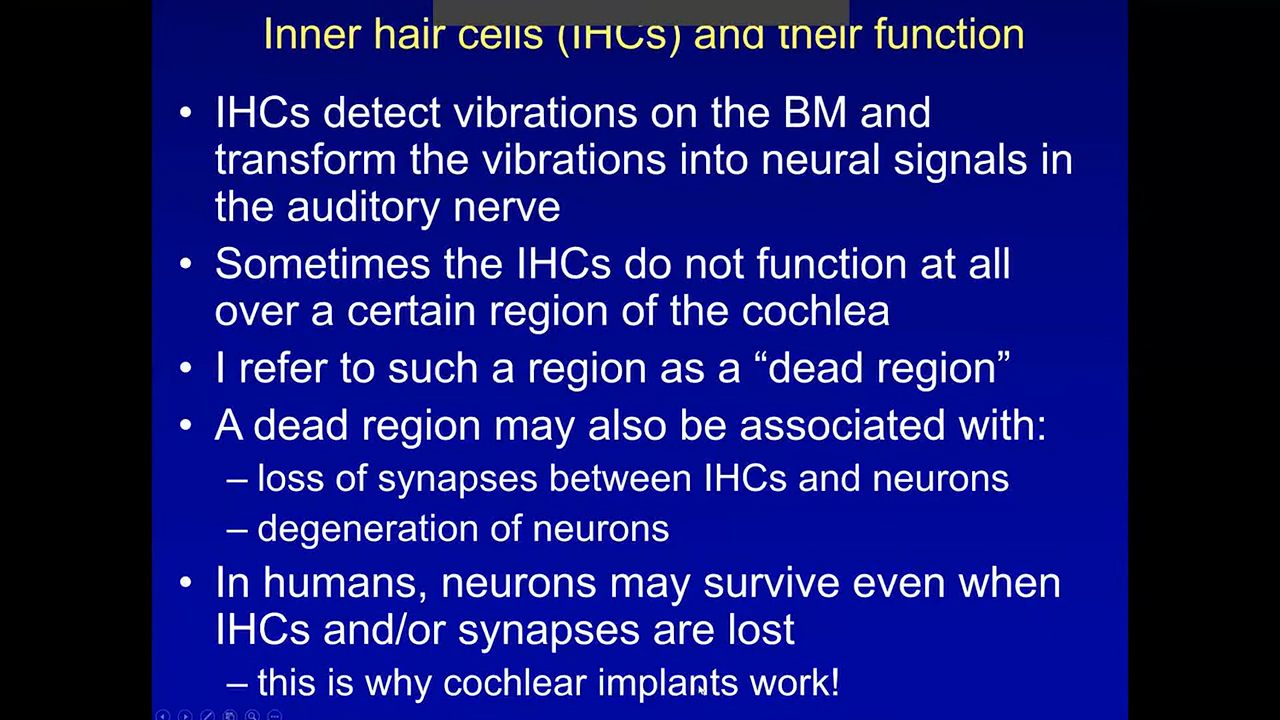 Inner hair cells (IHCs) and their function
• IHCs detect vibrations on the BM and
transform the vibrations into neural signals in
the auditory nerve
• Sometimes the IHCs do not function at all
over a certain region of the cochlea
• I refer to such a region as a “dead region”
• A dead region may also be associated with:
– loss of synapses between IHCs and neurons
– degeneration of neurons
• In humans, neurons may survive even when
IHCs and/or synapses are lost
– this is why cochlear implants work!